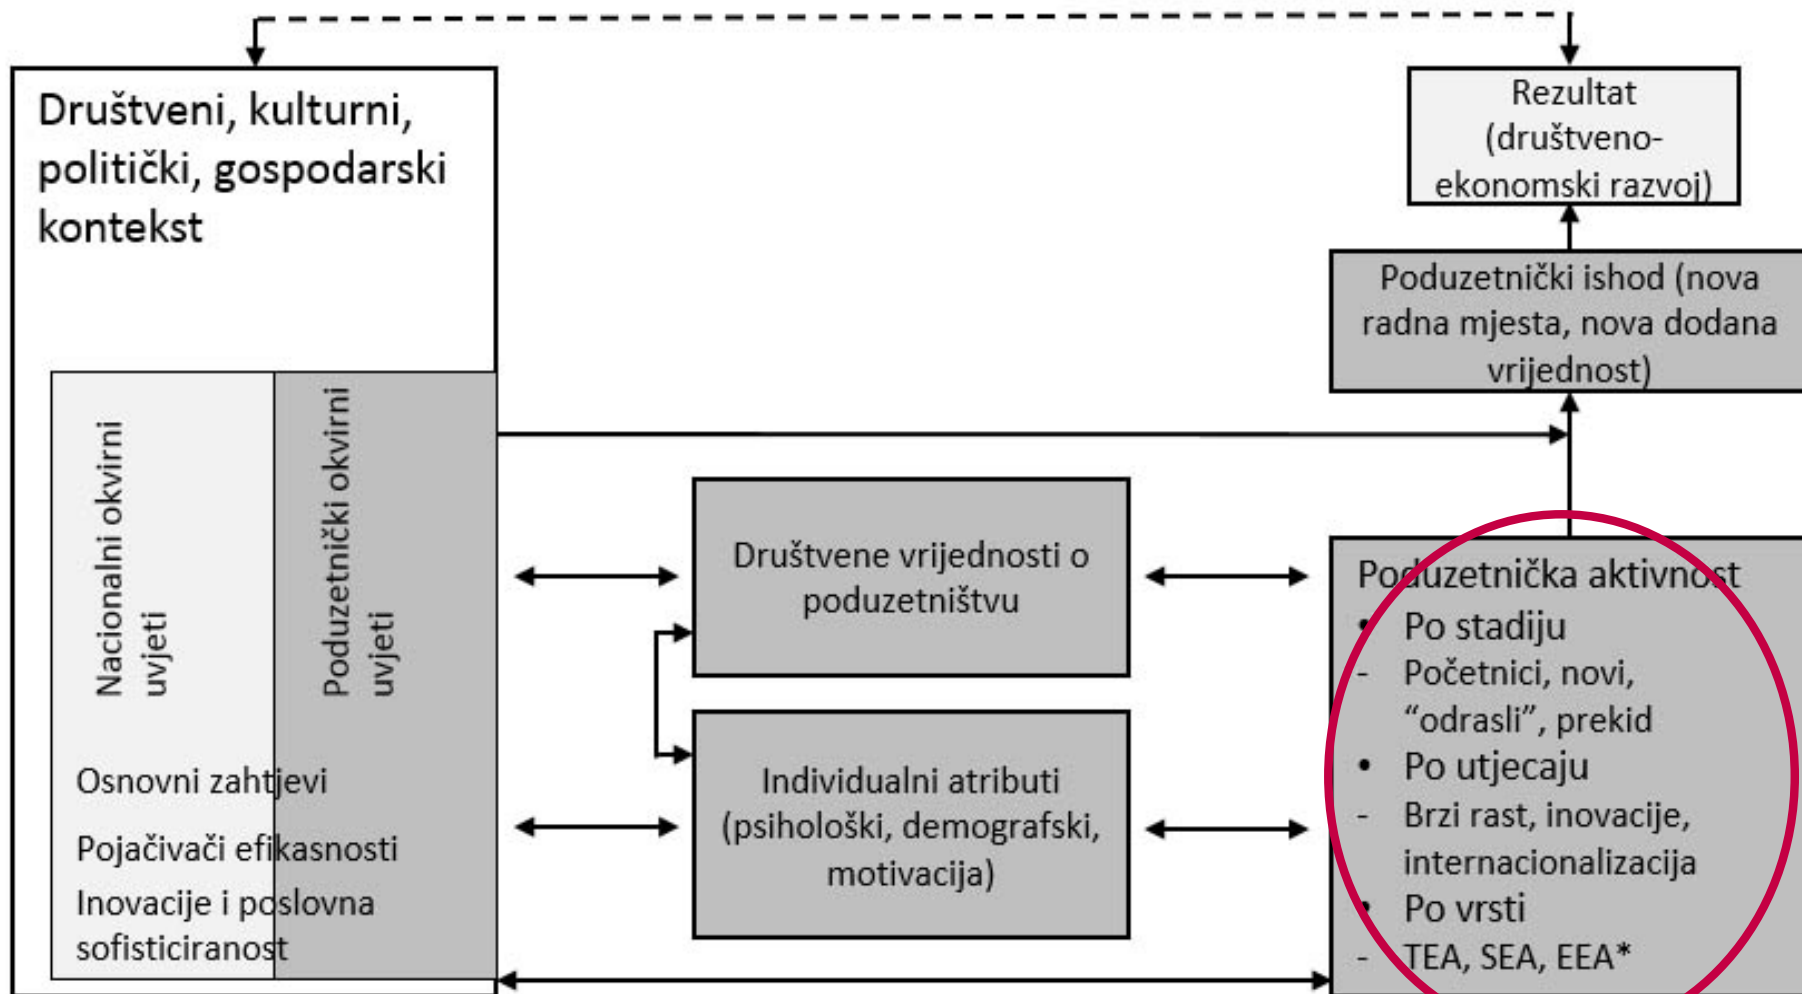 Društveni, kulturni,
politički, gospodarski
kontekst
Nacionalni okvirni
uvjeti
Poduzetnički okvirni
uvjeti
Osnovni zahtjevi
Pojačivači efikasnosti
Inovacije i poslovna
sofisticiranost
Društvene vrijednosti o
poduzetništvu
Individualni atributi
(psihološki, demografski,
motivacija)
Rezultat
(društveno-
ekonomski razvoj)
Poduzetnički ishod (nova
radna mjesta, nova dodana
vrijednost)
Poduzetnička aktivnost
• Po stadiju
- Početnici, novi,
“odrasli”, prekid
• Po utjecaju
- Brzi rast, inovacije,
internacionalizacija
• Po vrsti
- TEA, SEA, EEA*